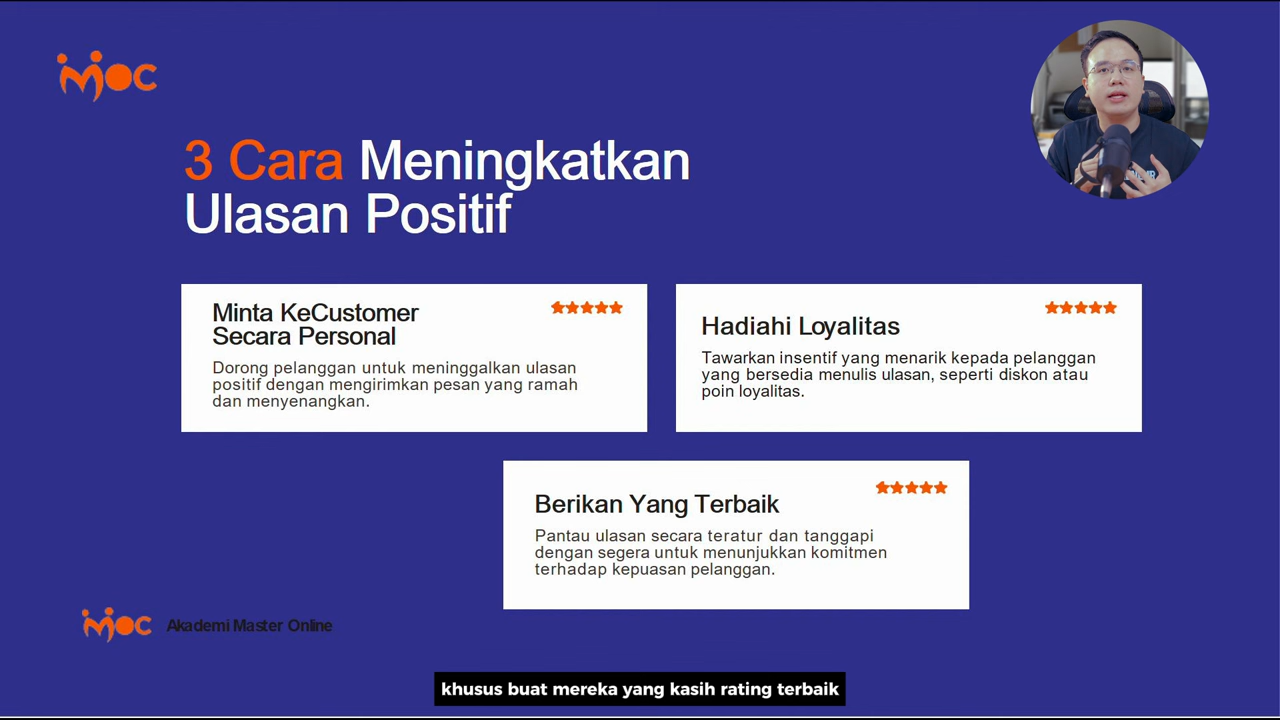 MOC
3 Cara Meningkatkan
Ulasan Positif
Minta KeCustomer
Secara Personal
Dorong pelanggan untuk meninggalkan ulasan
positif dengan mengirimkan pesan yang ramah
dan menyenangkan.
Hadiahi Loyalitas
Tawarkan insentif yang menarik kepada pelanggan
yang bersedia menulis ulasan, seperti diskon atau
poin loyalitas.
Berikan Yang Terbaik
Pantau ulasan secara teratur dan tanggapi
dengan segera untuk menunjukkan komitmen
terhadap kepuasan pelanggan.
MOC Akademi Master Online
khusus buat mereka yang kasih rating terbaik